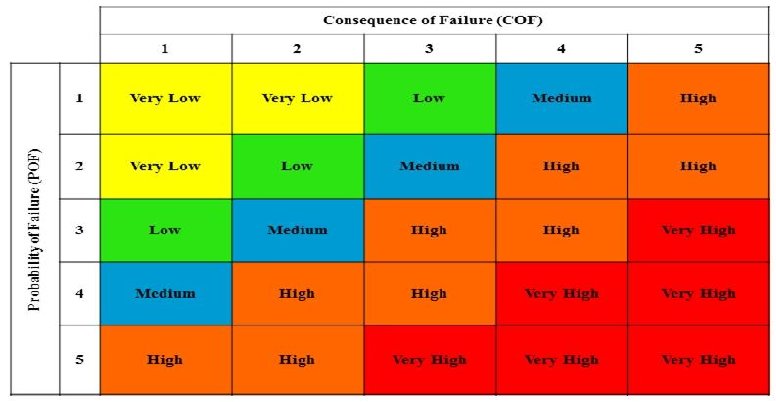 Consequence of Failure (COF)
1 2 3 4 5
Probability of Failure (POF)
1 Very Low Very Low Low Medium High
2 Very Low Low Medium High High
3 Low Medium High High Very High
4 Medium High High Very High Very High
5 High High Very High Very High Very High